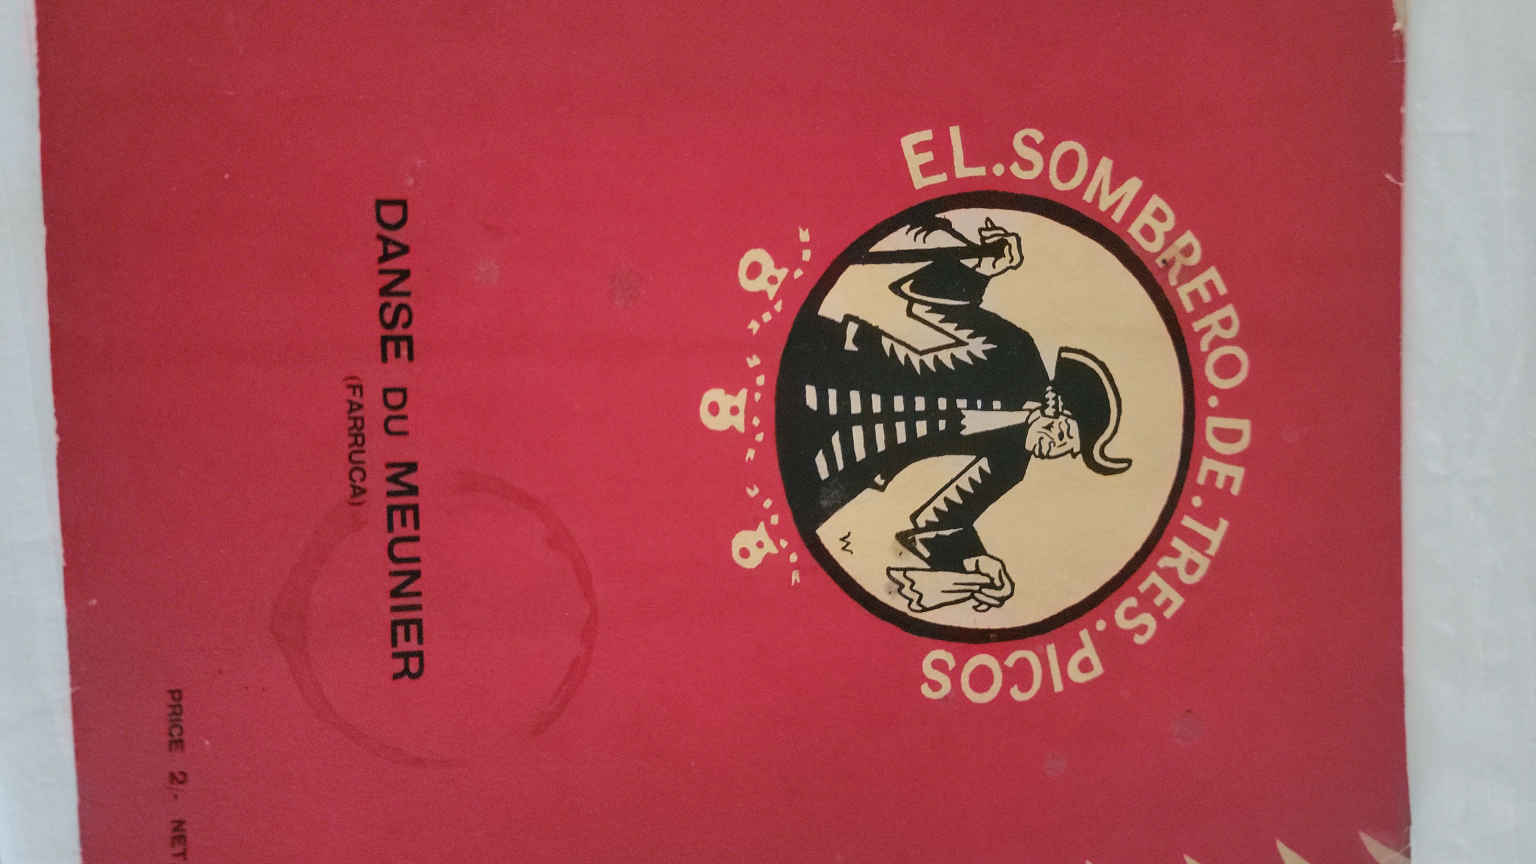 EL.SOMBRERO.DE.TRES.PICOS
W
DANSE DU MEUNIER
(FARRUCA)
PRICE 2/- NET